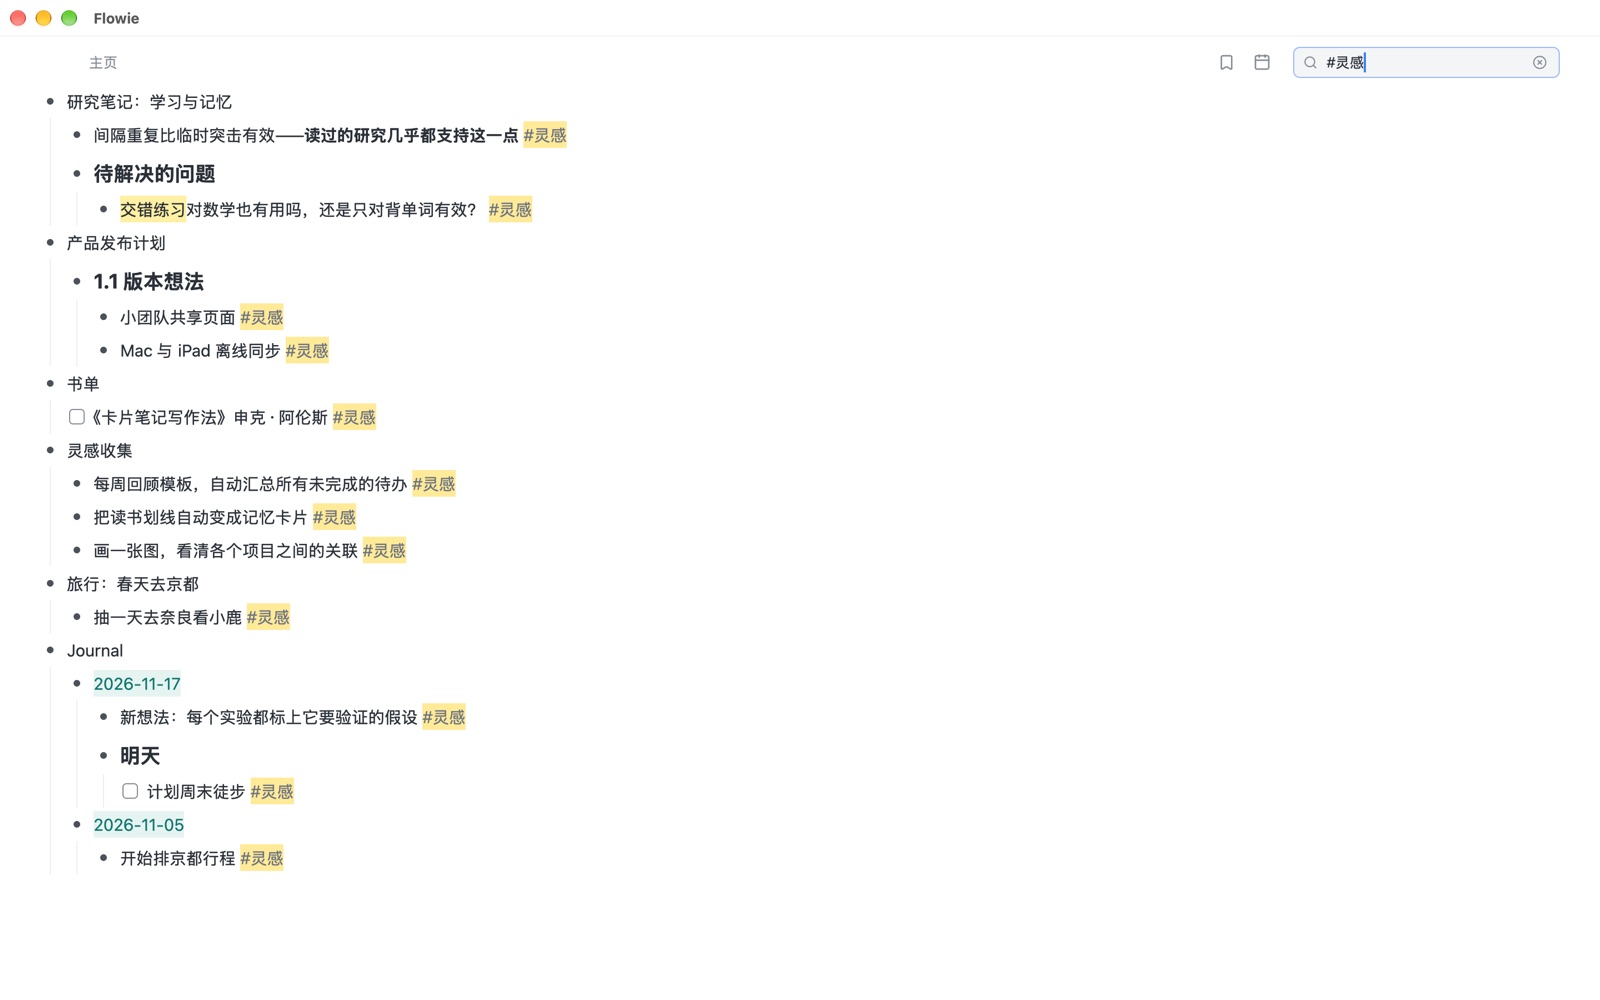 Flowie
主页
#灵感
研究笔记：学习与记忆
间隔重复比临时突击有效——读过的研究几乎都支持这一点 #灵感
待解决的问题
交错练习对数学也有用吗，还是只对背单词有效？ #灵感
产品发布计划
1.1 版本想法
小团队共享页面 #灵感
Mac 与 iPad 离线同步 #灵感
书单
《卡片笔记写作法》申克 · 阿伦斯 #灵感
灵感收集
每周回顾模板，自动汇总所有未完成的待办 #灵感
把读书划线自动变成记忆卡片 #灵感
画一张图，看清各个项目之间的关联 #灵感
旅行：春天去京都
抽一天去奈良看小鹿 #灵感
Journal
2026-11-17
新想法：每个实验都标上它要验证的假设 #灵感
明天
计划周末徒步 #灵感
2026-11-05
开始排京都行程 #灵感